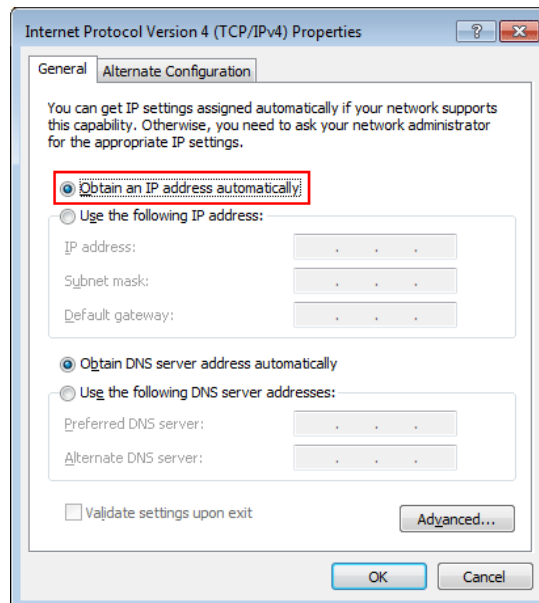 Internet Protocol Version 4 (TCP/IPv4) Properties
General
Alternate Configuration
You can get IP settings assigned automatically if your network supports
this capability. Otherwise, you need to ask your network administrator
for the appropriate IP settings.
Obtain an IP address automatically
Use the following IP address:
IP address:
Subnet mask:
Default gateway:
Obtain DNS server address automatically
Use the following DNS server addresses:
Preferred DNS server:
Alternate DNS server:
Validate settings upon exit
Advanced...
OK
Cancel